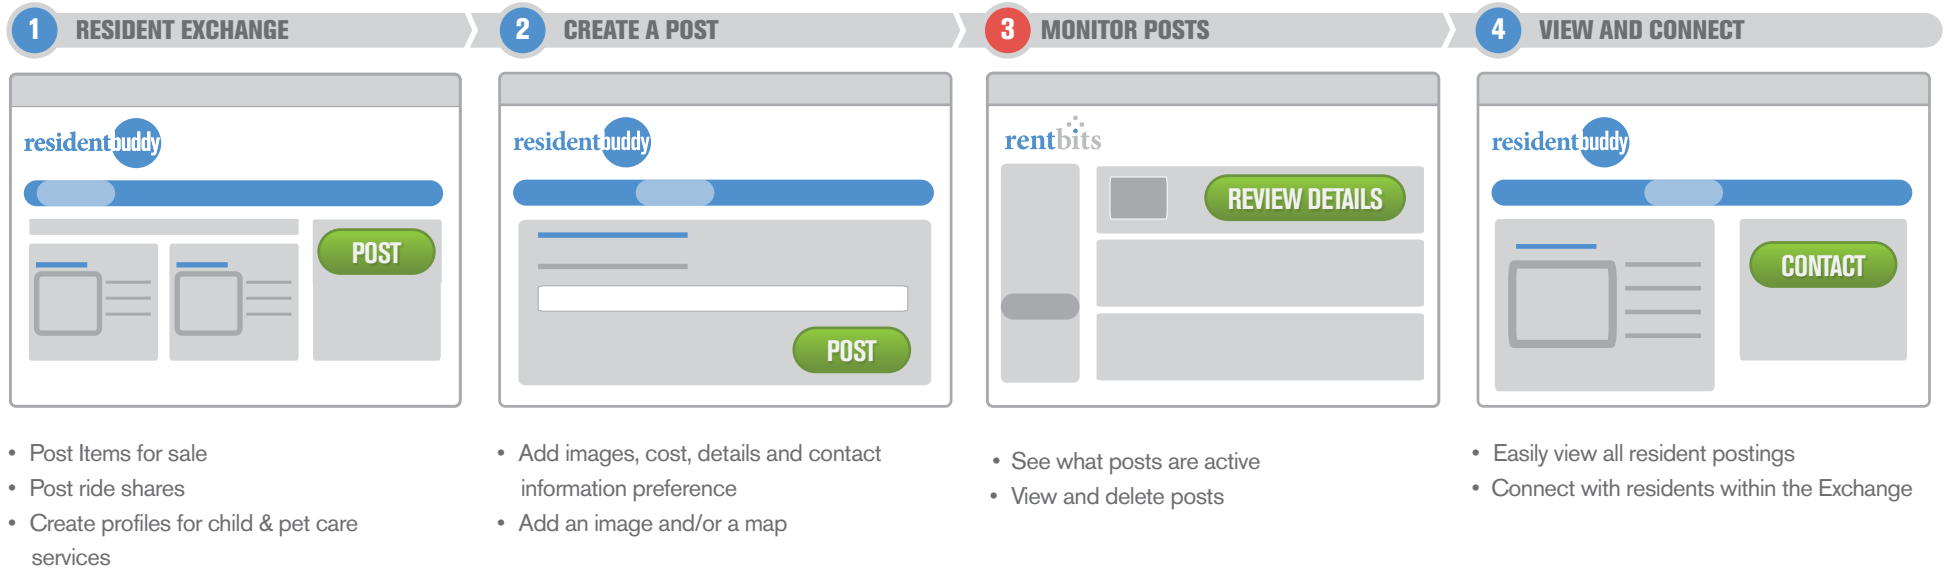 1 RESIDENT EXCHANGE
2 CREATE A POST
3 MONITOR POSTS
4 VIEW AND CONNECT
residentbuddy
POST
• Post Items for sale
• Post ride shares
• Create profiles for child & pet care
services
residentbuddy
POST
• Add images, cost, details and contact
information preference
• Add an image and/or a map
rentbits
REVIEW DETAILS
• See what posts are active
• View and delete posts
residentbuddy
CONTACT
• Easily view all resident postings
• Connect with residents within the Exchange